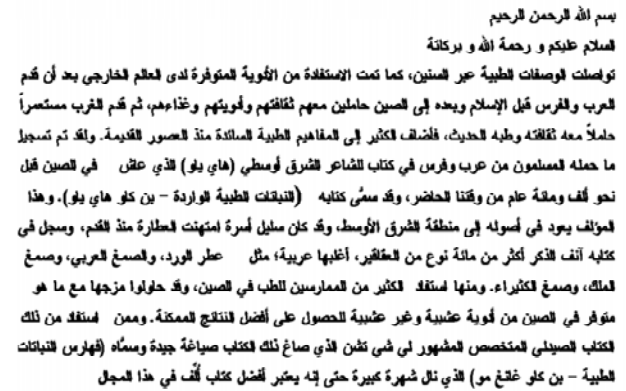 بسم الله الرحمن الرحيم
السلام عليكم و رحمة الله و بركاتة
تواصلت الوصفات الطبية عبر السنين، كما تمت الاستفادة من الأدوية المتوفرة لدى العالم الخارجي بعد أن قدم
العرب والفرس قبل الإسلام وبعده إلى الصين حاملين معهم ثقافتهم وأدويتهم وغذاءهم، ثم قدم الغرب مستعمراً
حاملاً معه ثقافته وطبه الحديث، فأضاف الكثير إلى المفاهيم الطبية السائدة منذ العصور القديمة. ولقد تم تسجيل
ما حمله المسلمون من عرب وفرس في كتاب للشاعر الشرق أوسطي (هاي ياو) الذي عاش في الصين قبل
نحو ألف ومائة عام من وقتنا الحاضر، وقد سمَّى كتابه (النباتات الطبية الواردة – بن كاو هاي ياو). وهذا
المؤلف يعود في أصوله إلى منطقة الشرق الأوسط، وقد كان سليل أسرة امتهنت العطارة منذ القدم، وسجل في
كتابه آنف الذكر أكثر من مائة نوع من العقاقير، أغلبها عربية؛ مثل عطر الورد، والصمغ العربي، وصمغ
الملك، وصمغ الكثيراء. ومنها استفاد الكثير من الممارسين للطب في الصين، وقد حاولوا مزجها مع ما هو
متوفر في الصين من أدوية عشبية وغير عشبية للحصول على أفضل النتائج الممكنة. وممن استفاد من ذلك
الكتاب الصيدلي المتخصص المشهور لي شي تشن الذي صاغ ذلك الكتاب صياغة جيدة وسمَّاه (فهارس النباتات
الطبية – بن كاو غانغ مو) الذي نال شهرة كبيرة حتى إنه يعتبر أفضل كتاب أُلِّف في هذا المجال